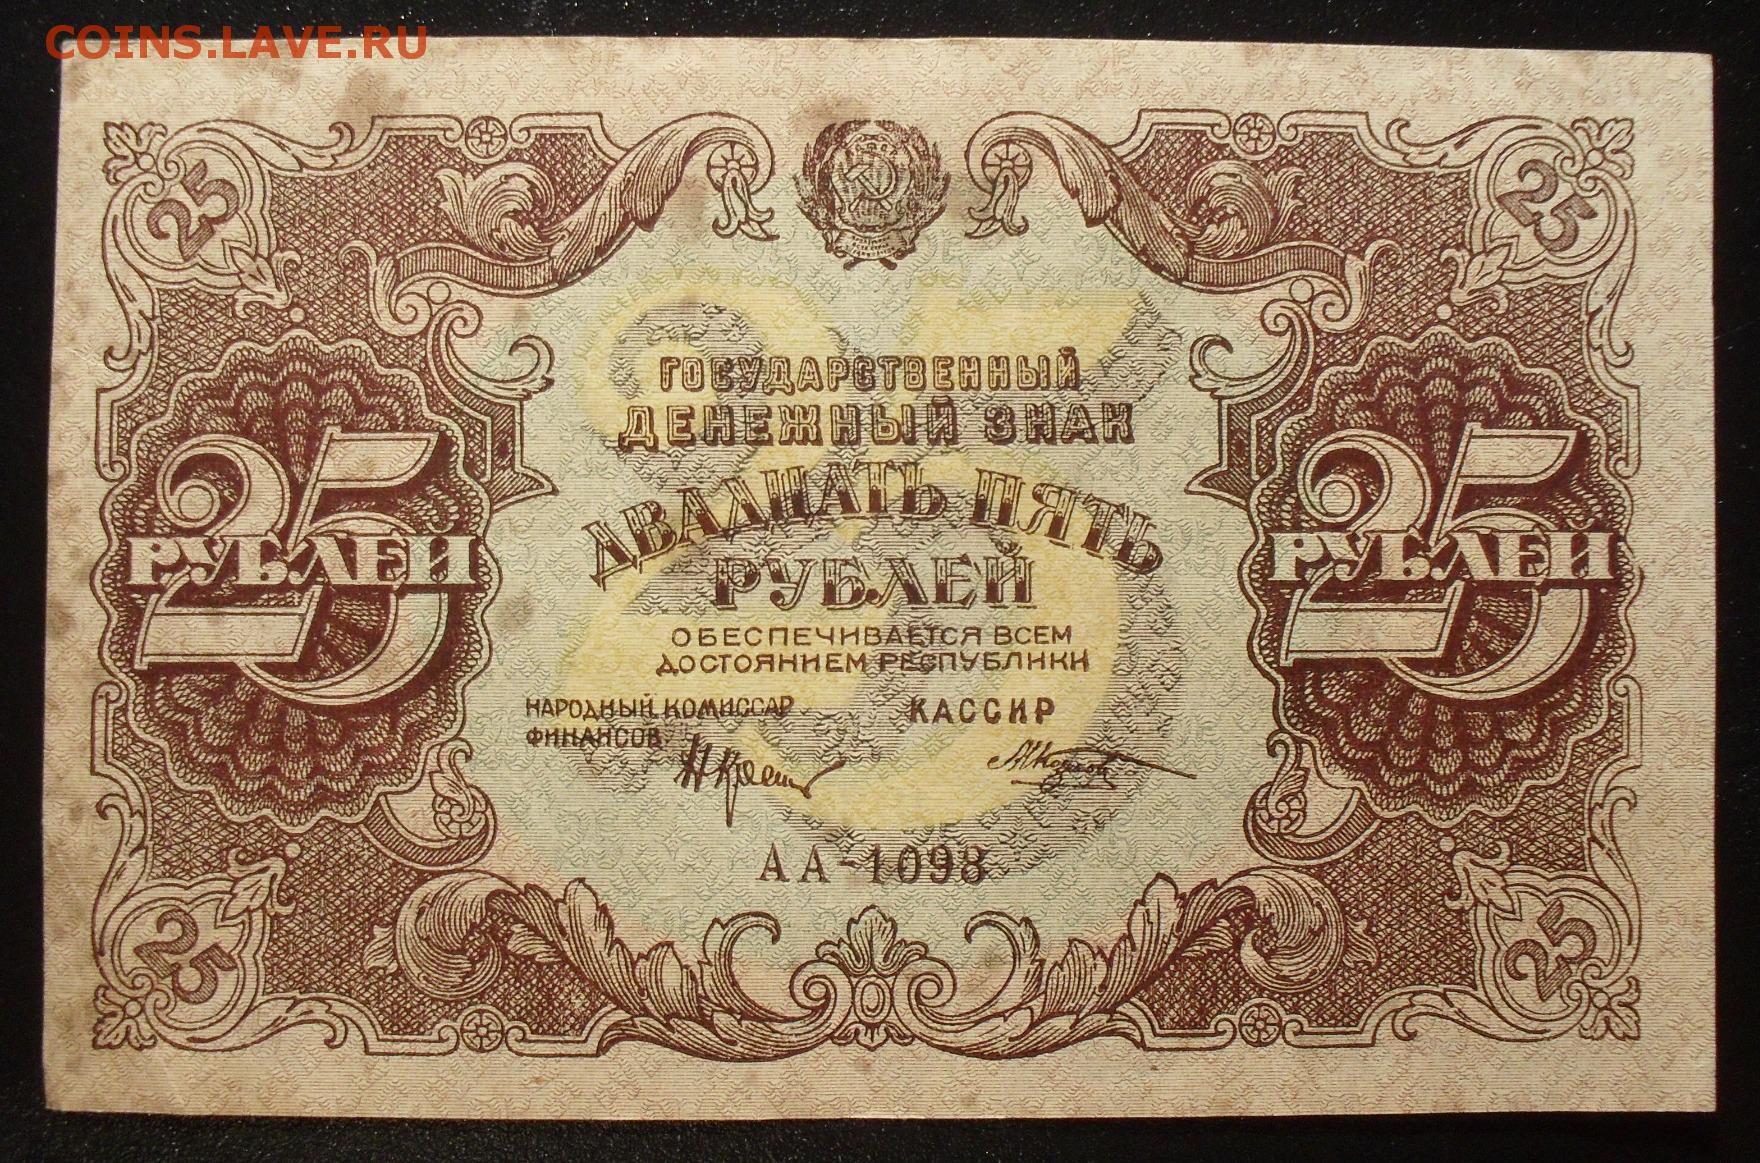 COINS.LAVE.RU
25
25
ГОСУДАРСТВЕННЫЙ
ДЕНЕЖНЫЙ ЗНАК
ДВАДЦАТЬ ПЯТЬ
РУБЛЕЙ
25
РУБЛЕЙ
25
РУБЛЕЙ
ОБЕСПЕЧИВАЕТСЯ ВСЕМ
ДОСТОЯНИЕМ РЕСПУБЛИКИ
НАРОДНЫЙ КОМИССАР
ФИНАНСОВ
КАССИР
АА-1098
25
25